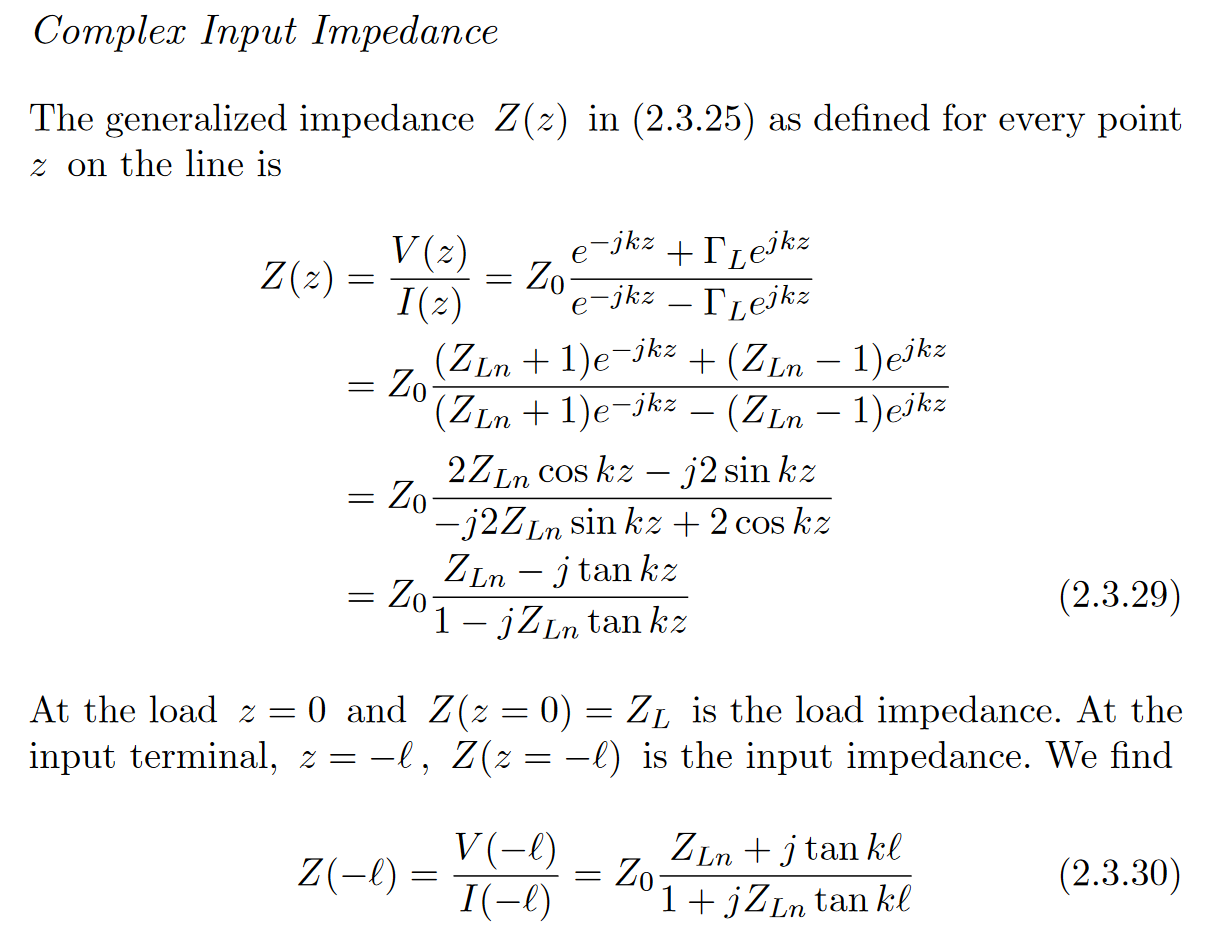 Complex Input Impedance
The generalized impedance Z(z) in (2.3.25) as defined for every point
z on the line is
Z(z) = \frac{V(z)}{I(z)} = Z_0 \frac{e^{-jkz} + \Gamma_L e^{jkz}}{e^{-jkz} - \Gamma_L e^{jkz}}
= Z_0 \frac{(Z_{Ln} + 1)e^{-jkz} + (Z_{Ln} - 1)e^{jkz}}{(Z_{Ln} + 1)e^{-jkz} - (Z_{Ln} - 1)e^{jkz}}
= Z_0 \frac{2Z_{Ln} \cos kz - j2 \sin kz}{-j2Z_{Ln} \sin kz + 2 \cos kz}
= Z_0 \frac{Z_{Ln} - j \tan kz}{1 - jZ_{Ln} \tan kz} (2.3.29)
At the load z = 0 and Z(z = 0) = Z_L is the load impedance. At the
input terminal, z = −ℓ, Z(z = −ℓ) is the input impedance. We find
Z(-\ell) = \frac{V(-\ell)}{I(-\ell)} = Z_0 \frac{Z_{Ln} + j \tan k\ell}{1 + jZ_{Ln} \tan k\ell} (2.3.30)